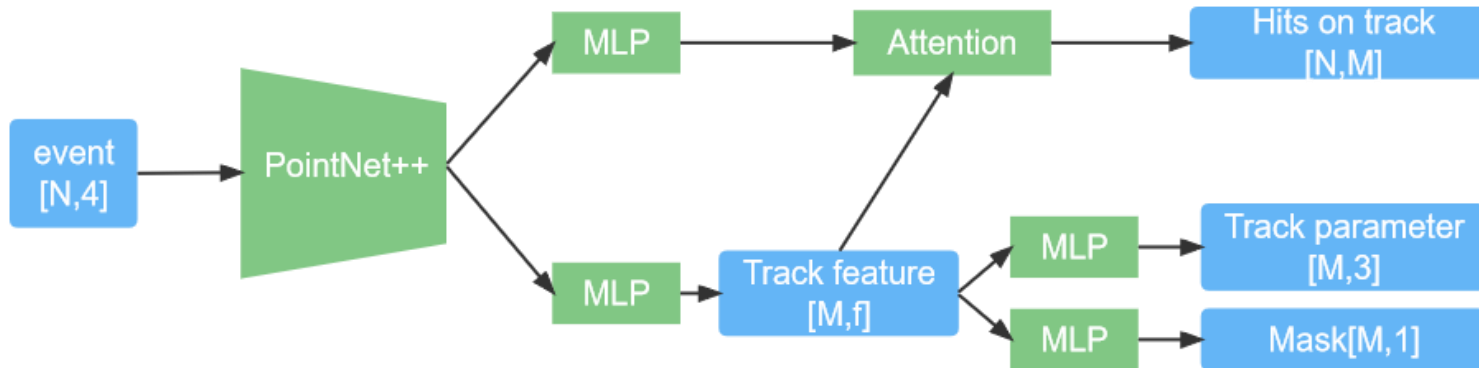 event
[N,4]
PointNet++
MLP
Attention
Hits on track
[N,M]
MLP
Track feature
[M,f]
MLP
Track parameter
[M,3]
MLP
Mask[M,1]